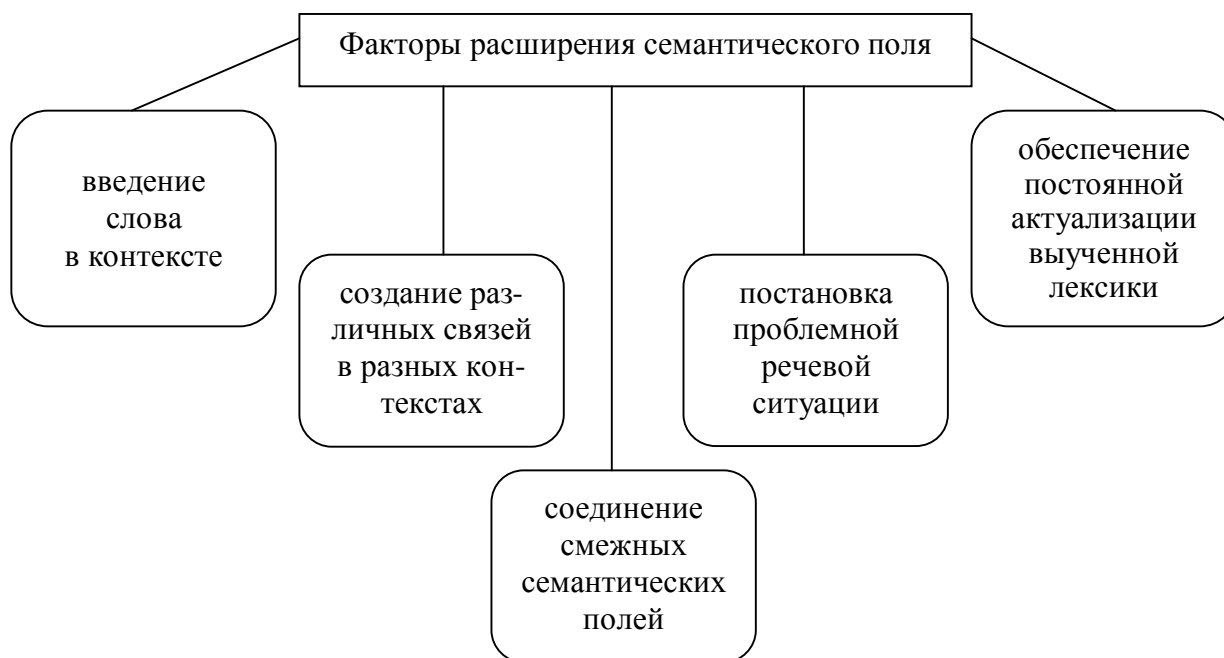 Факторы расширения семантического поля
введение
слова
в контексте
создание раз-
личных связей
в разных кон-
текстах
соединение
смежных
семантических
полей
постановка
проблемной
речевой
ситуации
обеспечение
постоянной
актуализации
выученной
лексики